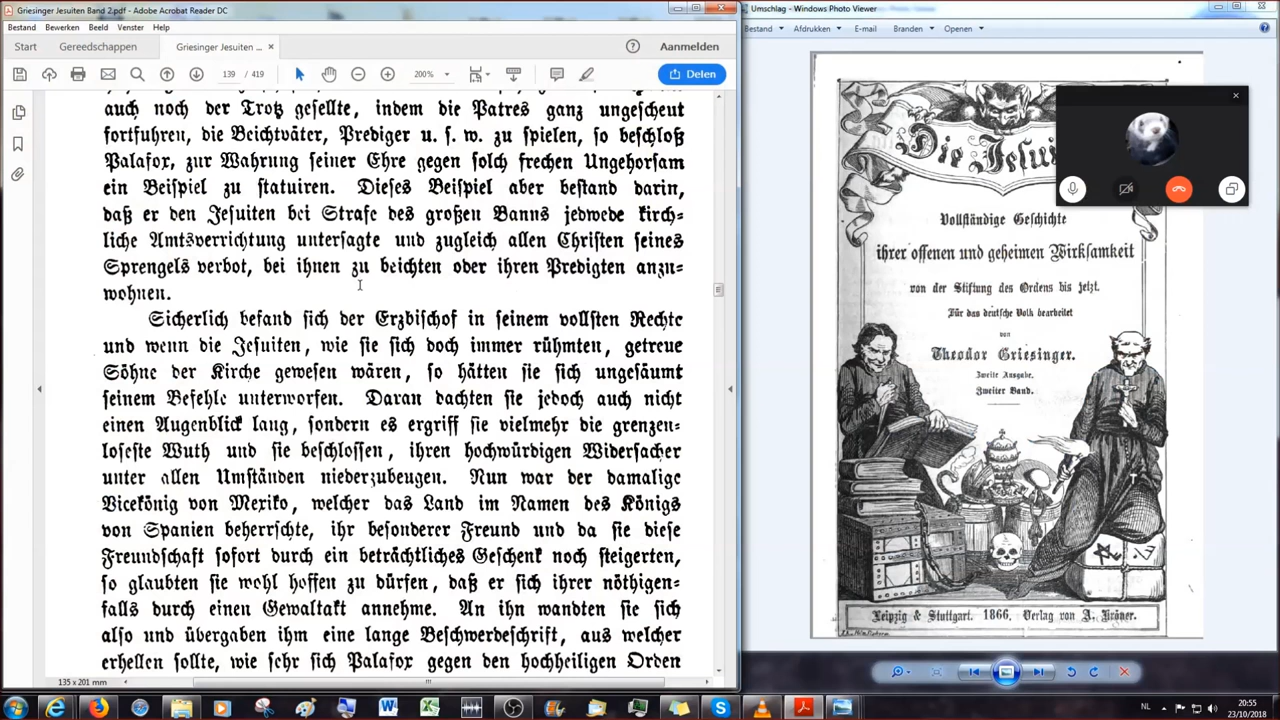 Griesinger Jesuiten Band 2.pdf - Adobe Acrobat Reader DC
Bestand Bewerken Beeld Venster Help
Start Gereedschappen Griesinger Jesuiten ... × Aanmelden
139 / 419 200% Delen
auch noch der Trotz gesellte, indem die Patres ganz ungescheut
fortfuhren, die Beichtväter, Prediger u. s. w. zu spielen, so beschloß
Palafox, zur Wahrung seiner Ehre gegen solch frechen Ungehorsam
ein Beispiel zu statuiren. Dieses Beispiel aber bestand darin,
daß er den Jesuiten bei Strafe des großen Banns jedwede kirch-
liche Amtsverrichtung untersagte und zugleich allen Christen seines
Sprengels verbot, bei ihnen zu beichten oder ihren Predigten anzu-
wohnen.
Sicherlich befand sich der Erzbischof in seinem vollsten Rechte
und wenn die Jesuiten, wie sie sich doch immer rühmten, getreue
Söhne der Kirche gewesen wären, so hätten sie sich ungesäumt
seinem Befehle unterworfen. Daran dachten sie jedoch auch nicht
einen Augenblick lang, sondern es ergriff sie vielmehr die grenzen-
loseste Wuth und sie beschlossen, ihren hochwürdigen Widersacher
unter allen Umständen niederzubeugen. Nun war der damalige
Vicekönig von Mexiko, welcher das Land im Namen des Königs
von Spanien beherrschte, ihr besonderer Freund und da sie diese
Freundschaft sofort durch ein beträchtliches Geschenk noch steigerten,
so glaubten sie wohl hoffen zu dürfen, daß er sich ihrer nöthigen-
falls durch einen Gewaltakt annehme. An ihn wandten sie sich
also und übergaben ihm eine lange Beschwerdeschrift, aus welcher
erhellen sollte, wie sehr sich Palafox gegen den hochheiligen Orden
135 x 201 mm
Umschlag - Windows Photo Viewer
Bestand Afdrukken E-mail Branden Openen
Die Jesui
Vollständige Geschichte
ihrer offenen und geheimen Wirksamkeit
von der Stiftung des Ordens bis jetzt.
Für das deutsche Volk bearbeitet
von
Theodor Griesinger.
Zweite Ausgabe.
Zweiter Band.
Leipzig & Stuttgart. 1866. Verlag von A. Kröner.
NL 20:55
23/10/2018